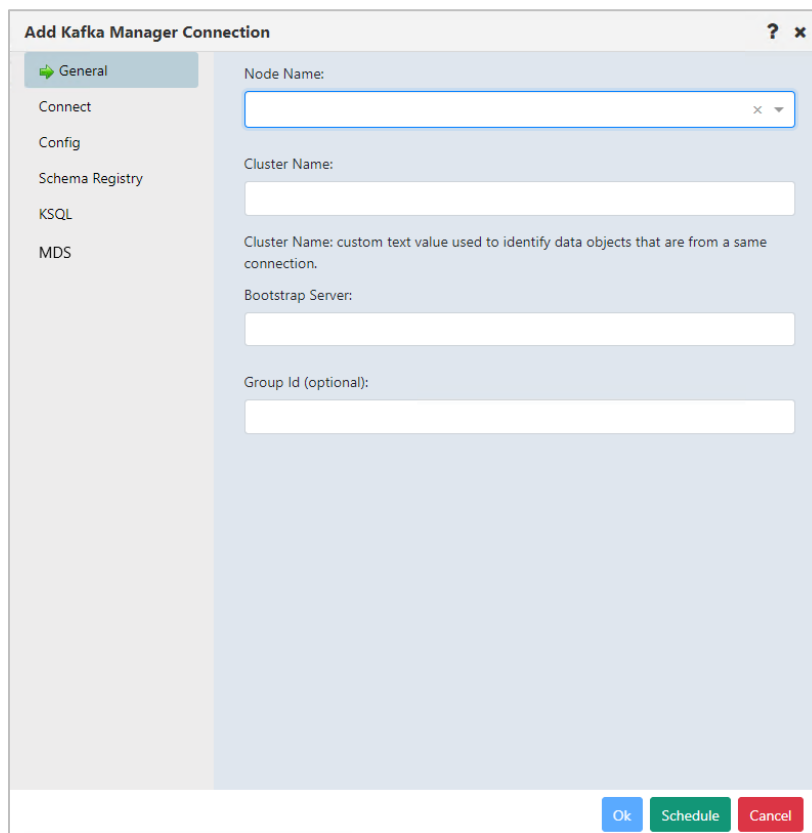 Add Kafka Manager Connection
? ×
General
Connect
Config
Schema Registry
KSQL
MDS
Node Name:
×
Cluster Name:
Cluster Name: custom text value used to identify data objects that are from a same
connection.
Bootstrap Server:
Group Id (optional):
Ok Schedule Cancel